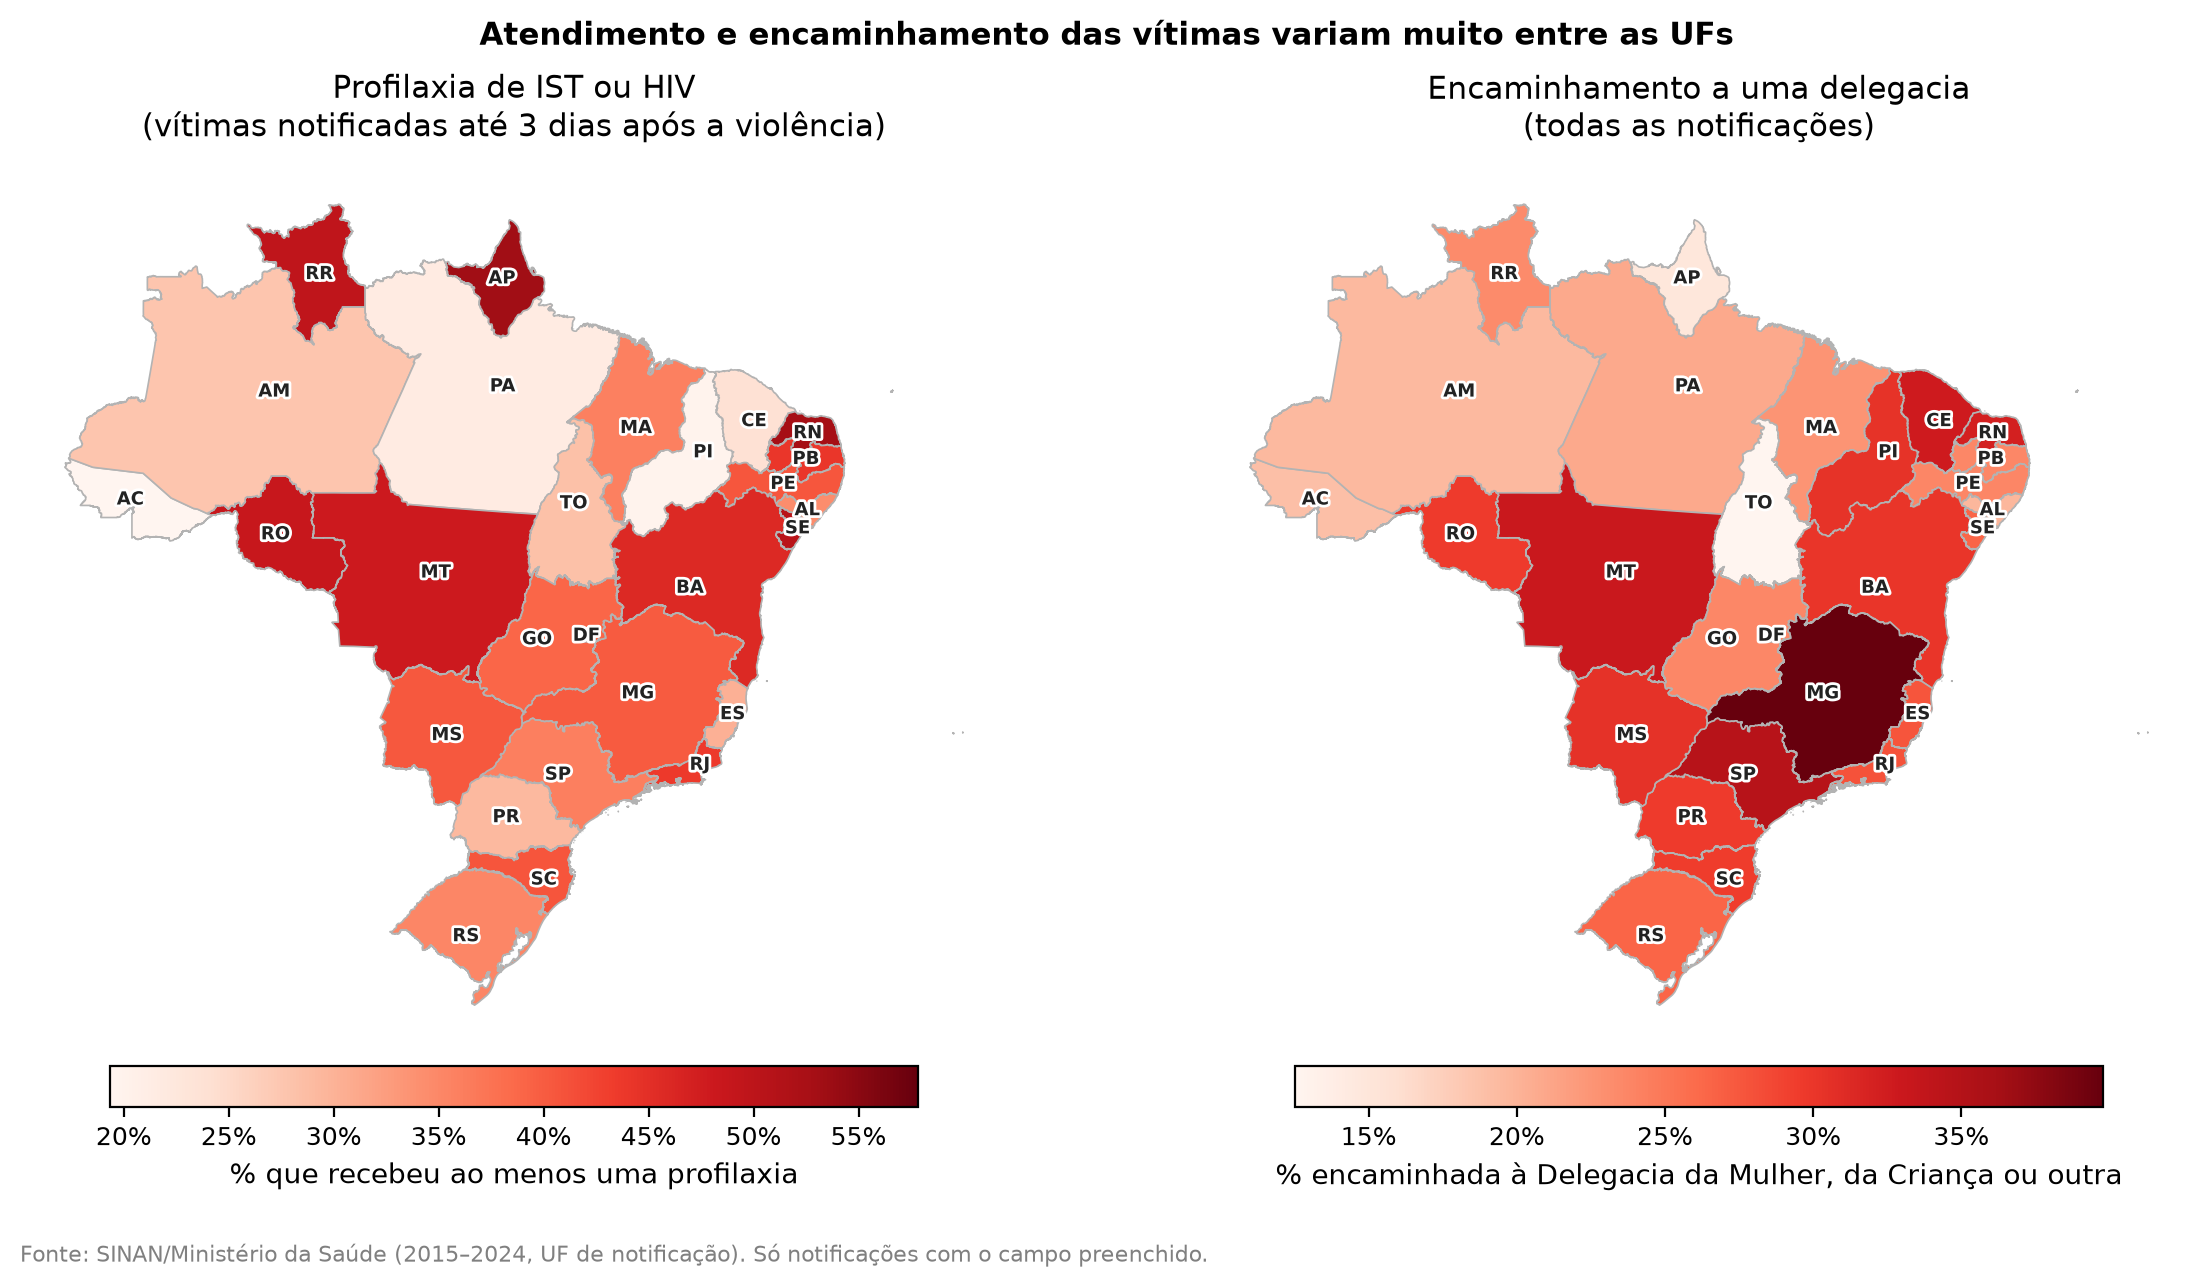 Atendimento e encaminhamento das vítimas variam muito entre as UFs
Profilaxia de IST ou HIV
(vítimas notificadas até 3 dias após a violência)
RR
AP
AM
PA
MA
CE
RN
PI
PB
PE
AC
TO
AL
SE
RO
MT
BA
GO
DF
MG
ES
MS
RJ
SP
PR
SC
RS
20%
25%
30%
35%
40%
45%
50%
55%
% que recebeu ao menos uma profilaxia
Encaminhamento a uma delegacia
(todas as notificações)
RR
AP
AM
PA
MA
CE
RN
PI
PB
PE
AC
TO
AL
SE
RO
MT
BA
GO
DF
MG
ES
MS
RJ
SP
PR
SC
RS
15%
20%
25%
30%
35%
% encaminhada à Delegacia da Mulher, da Criança ou outra
Fonte: SINAN/Ministério da Saúde (2015–2024, UF de notificação). Só notificações com o campo preenchido.